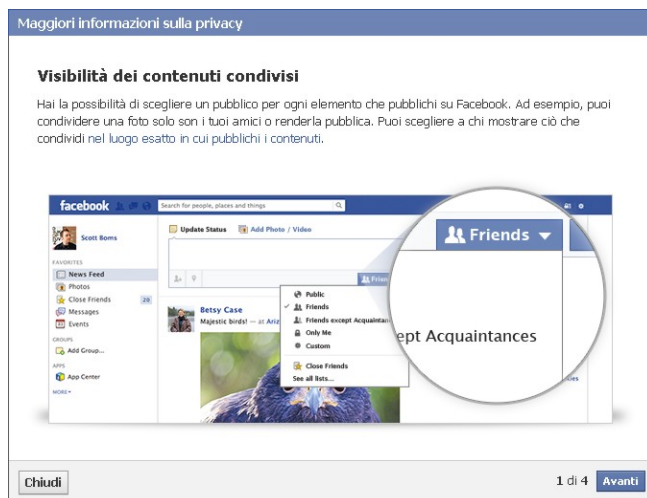 Maggiori informazioni sulla privacy
Visibilità dei contenuti condivisi
Hai la possibilità di scegliere un pubblico per ogni elemento che pubblichi su Facebook. Ad esempio, puoi
condividere una foto solo son i tuoi amici o renderla pubblica. Puoi scegliere a chi mostrare ciò che
condividi nel luogo esatto in cui pubblichi i contenuti.
facebook
Search for people, places and things
Scott Boms
FAVORITES
News Feed
Photos
Close Friends 20
Messages
Events
GROUPS
Add Group...
APPS
App Center
MORE
Update Status
Add Photo / Video
Friends
Public
Friends
Friends except Acquaintan
Only Me
Custom
Close Friends
See all lists...
Betsy Case
Majestic birds! — at Ariz
Friends
ept Acquaintances
Chiudi
1 di 4
Avanti